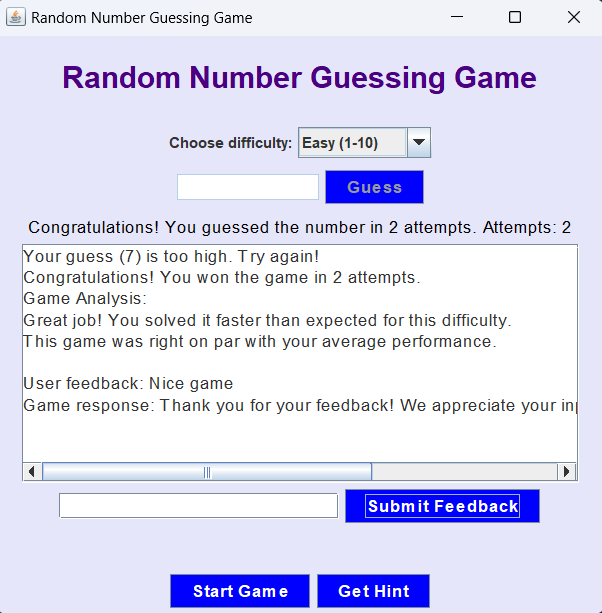 Random Number Guessing Game
Random Number Guessing Game
Choose difficulty: Easy (1-10)
Guess
Congratulations! You guessed the number in 2 attempts. Attempts: 2
Your guess (7) is too high. Try again!
Congratulations! You won the game in 2 attempts.
Game Analysis:
Great job! You solved it faster than expected for this difficulty.
This game was right on par with your average performance.
User feedback: Nice game
Game response: Thank you for your feedback! We appreciate your
Submit Feedback
Start Game Get Hint